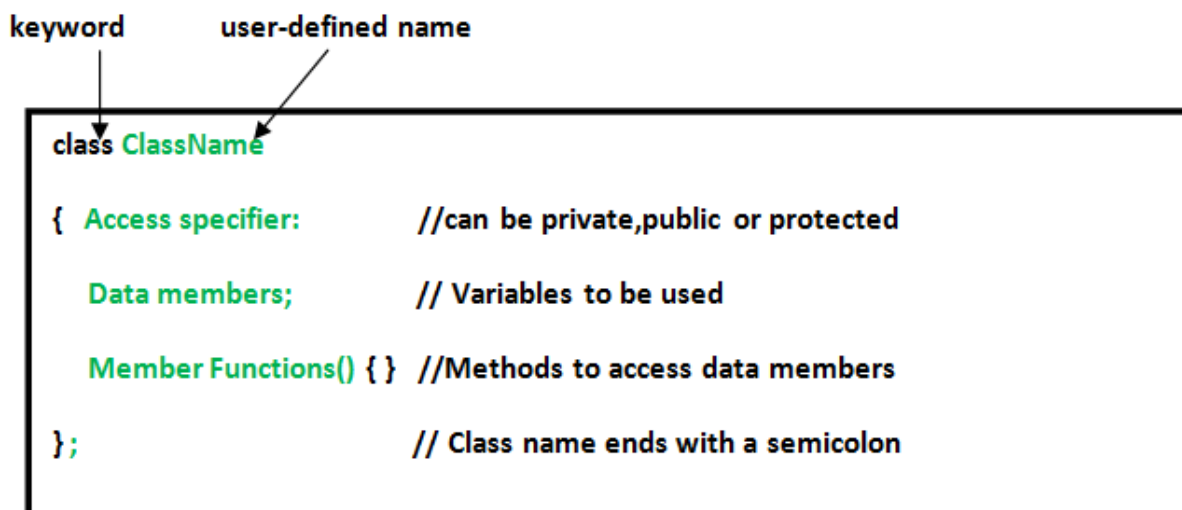 keyword user-defined name
class ClassName
{ Access specifier: //can be private,public or protected
Data members; // Variables to be used
Member Functions() { } //Methods to access data members
} ; // Class name ends with a semicolon